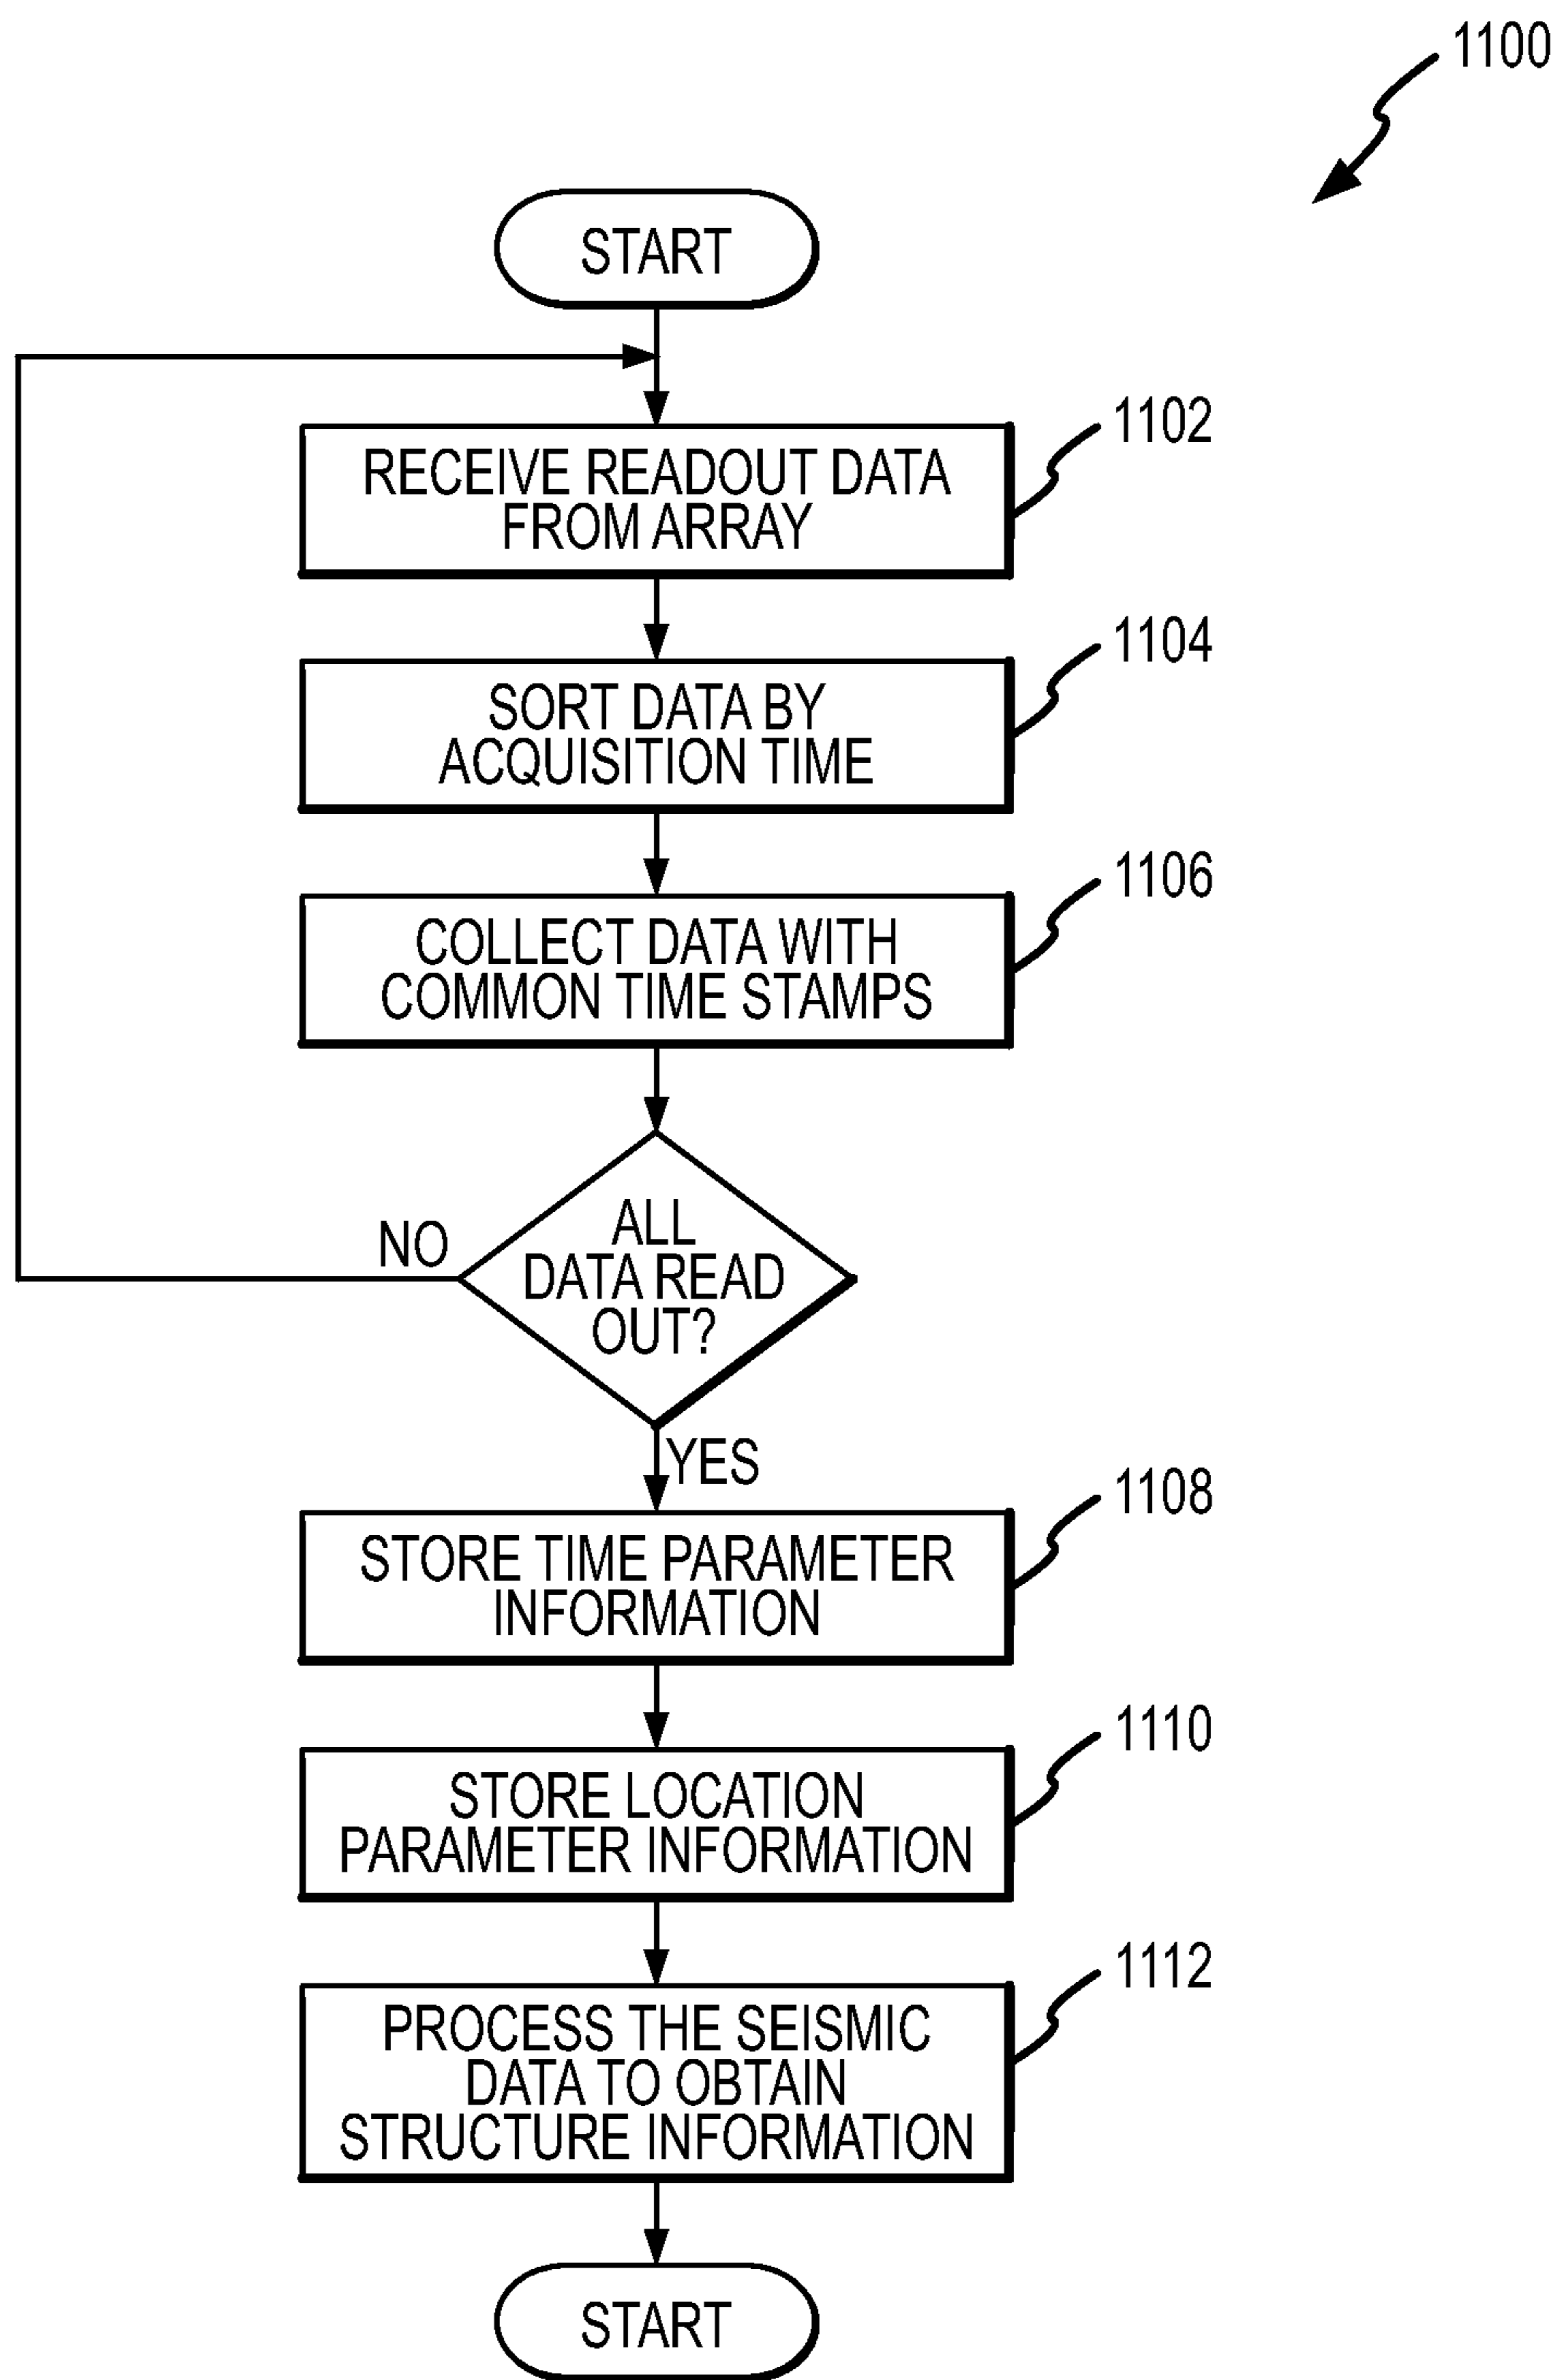 1100
START
RECEIVE READOUT DATA
FROM ARRAY
1102
SORT DATA BY
ACQUISITION TIME
1104
COLLECT DATA WITH
COMMON TIME STAMPS
1106
ALL
DATA READ
OUT?
NO
YES
STORE TIME PARAMETER
INFORMATION
1108
STORE LOCATION
PARAMETER INFORMATION
1110
PROCESS THE SEISMIC
DATA TO OBTAIN
STRUCTURE INFORMATION
1112
START